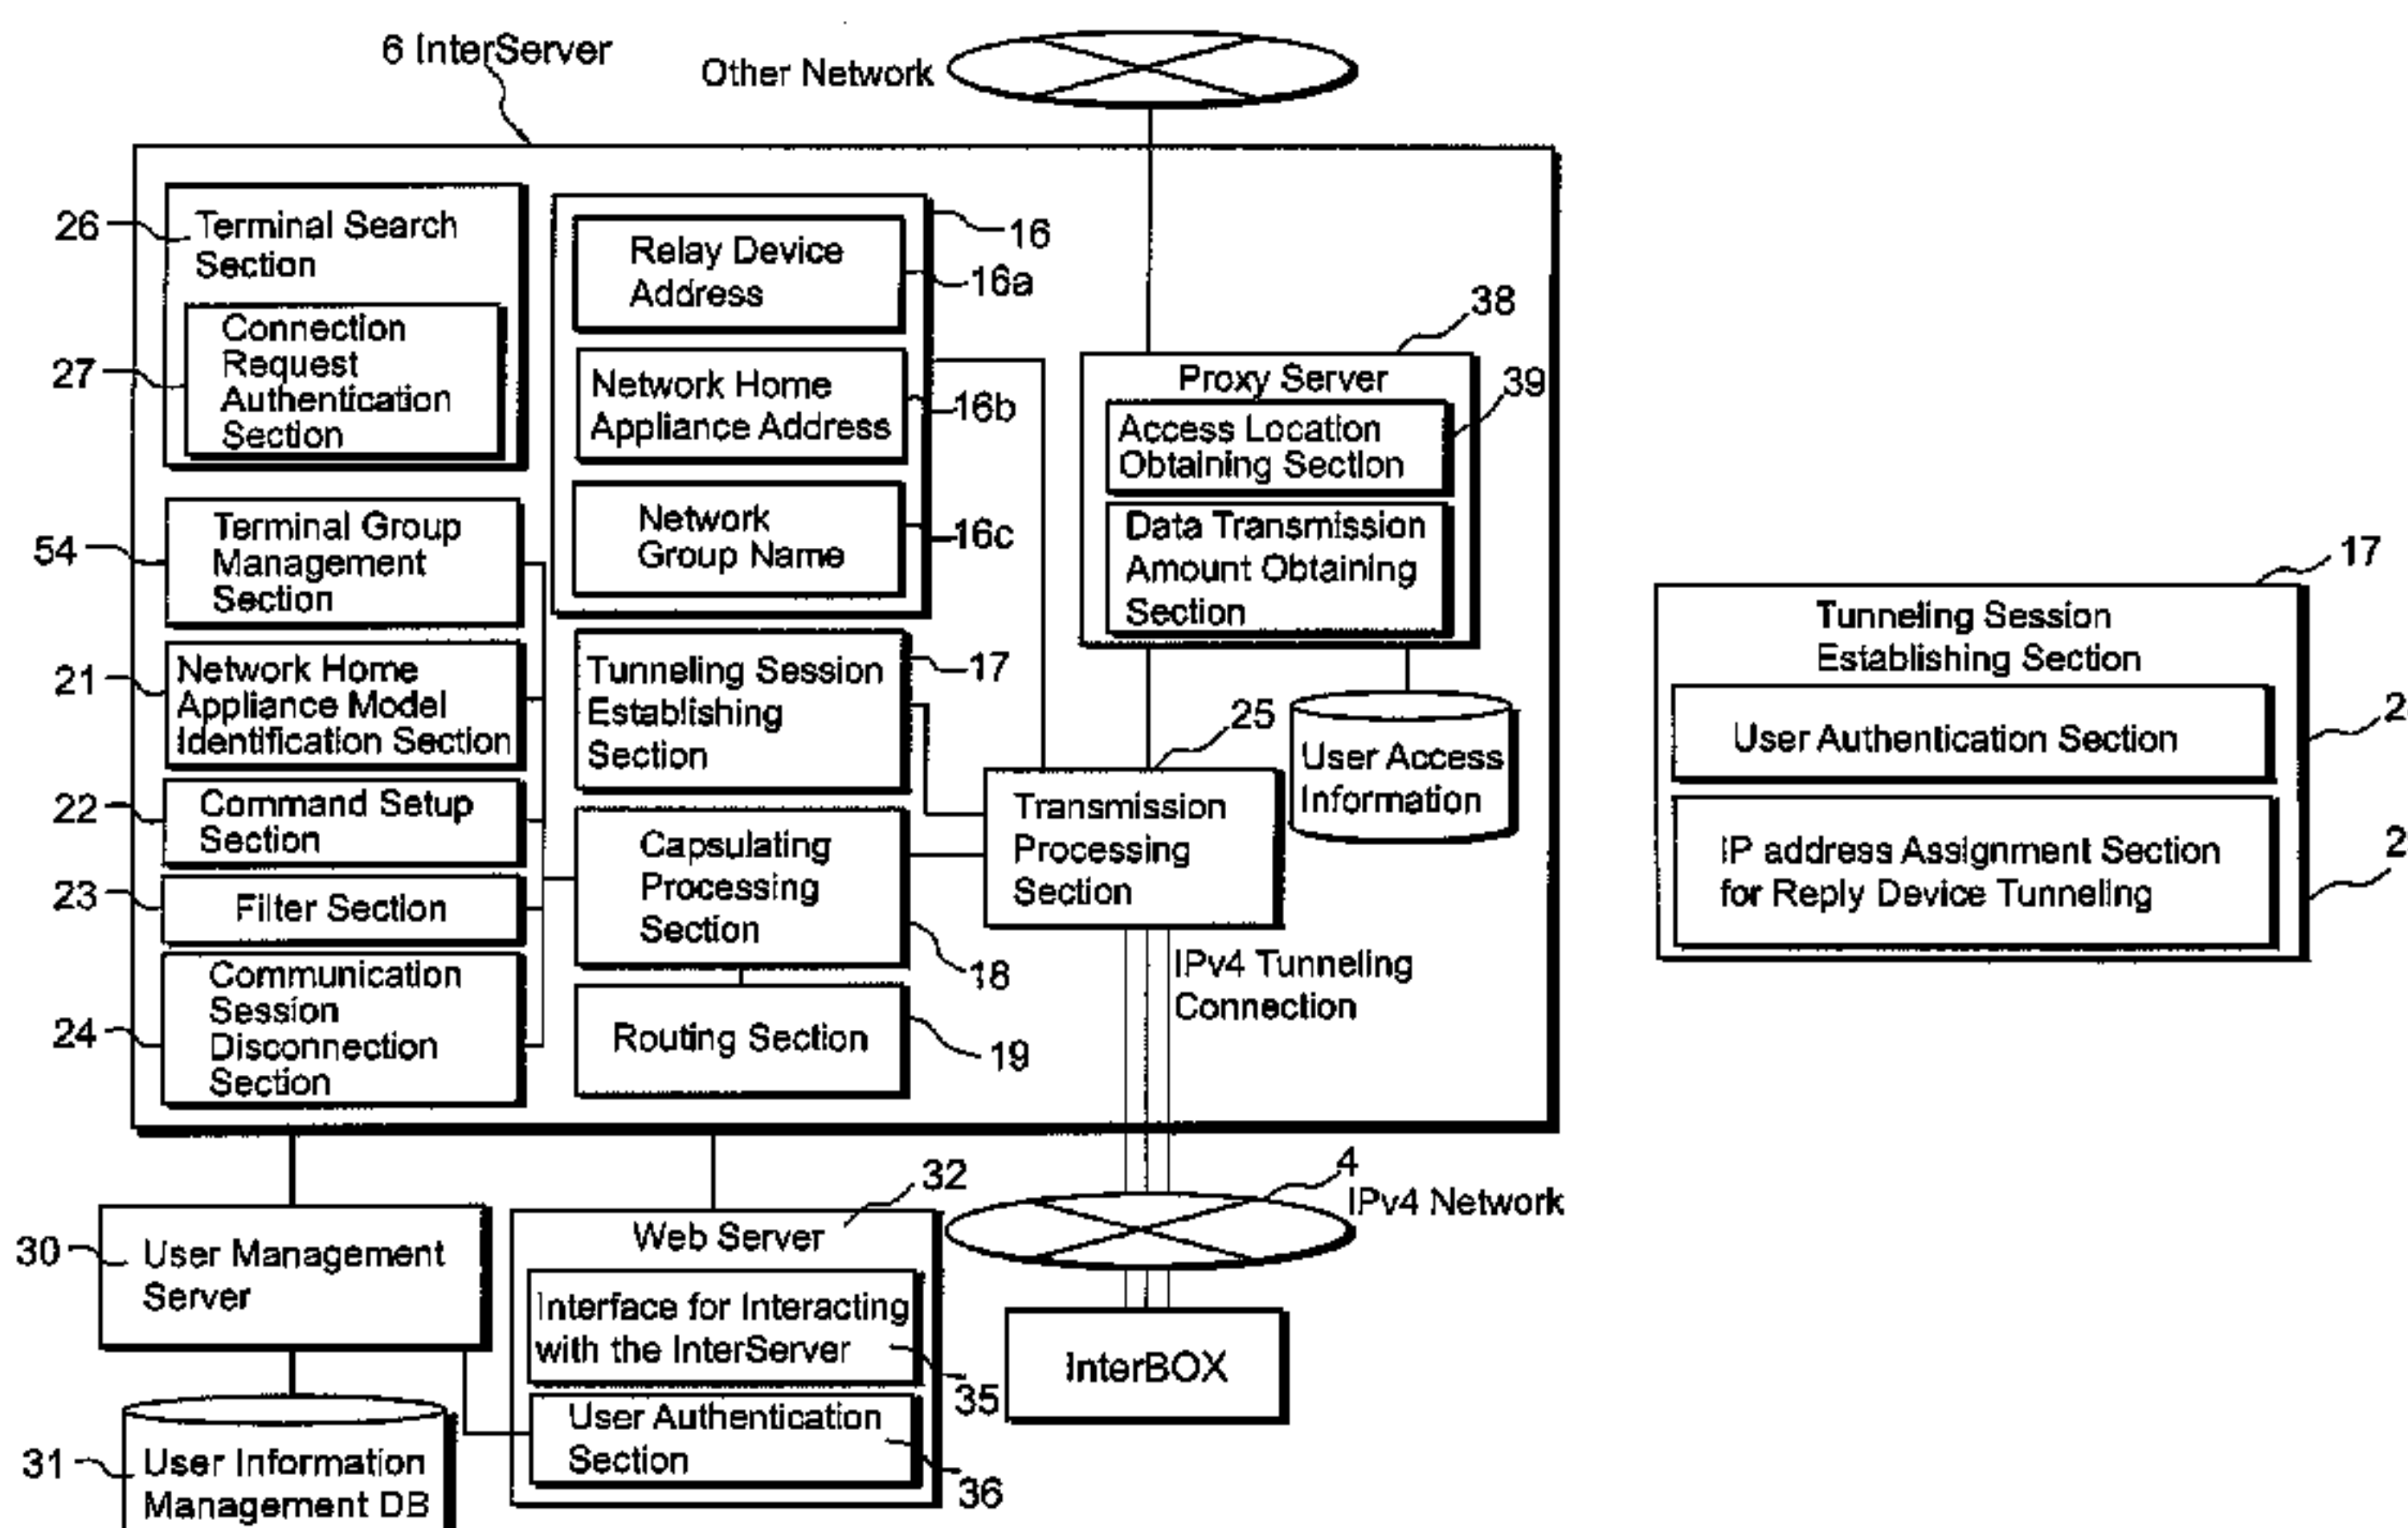 6 InterServer
Other Network
26
Terminal Search
Section
27
Connection
Request
Authentication
Section
16
Relay Device
Address
16a
Network Home
Appliance Address
16b
Network
Group Name
16c
38
Proxy Server
39
Access Location
Obtaining Section
Data Transmission
Amount Obtaining
Section
54
Terminal Group
Management
Section
21
Network Home
Appliance Model
Identification Section
22
Command Setup
Section
23
Filter Section
24
Communication
Session
Disconnection
Section
17
Tunneling Session
Establishing
Section
Capsulating
Processing
Section
18
Routing Section
19
25
Transmission
Processing
Section
User Access
Information
IPv4 Tunneling
Connection
17
Tunneling Session
Establishing Section
User Authentication Section
2
IP address Assignment Section
for Reply Device Tunneling
2
30
User Management
Server
31
User Information
Management DB
32
Web Server
Interface for Interacting
with the InterServer
35
User Authentication
Section
36
4
IPv4 Network
InterBOX